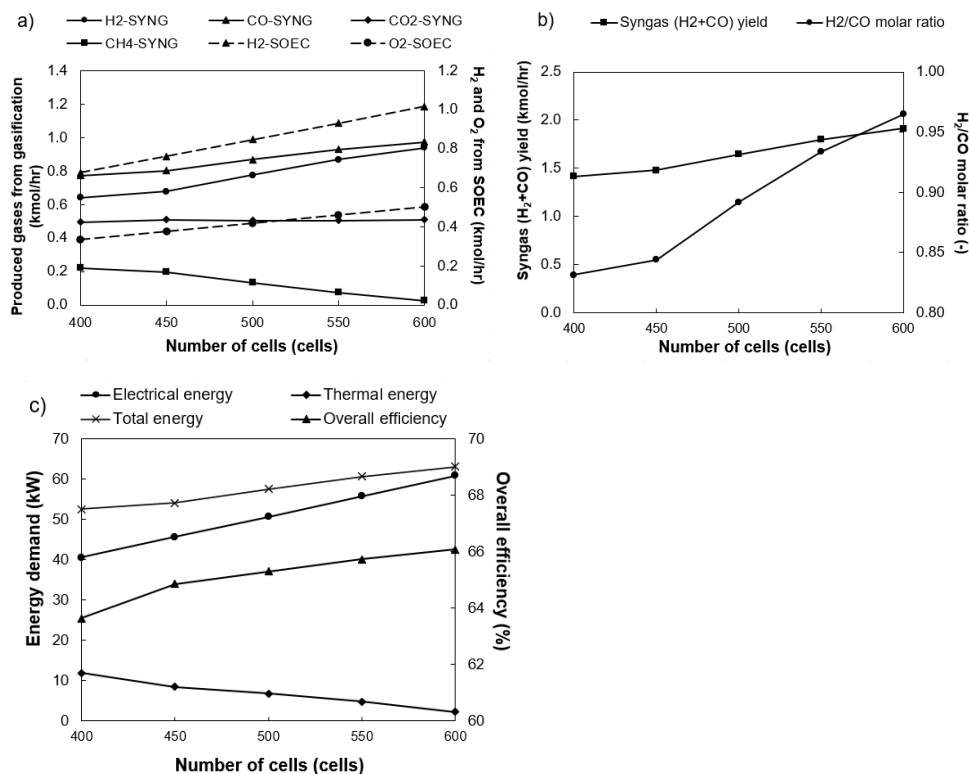 a)
H2-SYNG CO-SYNG CO2-SYNG
CH4-SYNG H2-SOEC O2-SOEC
Produced gases from gasification
(kmol/hr)
1.4
1.2
1.0
0.8
0.6
0.4
0.2
0.0
1.2
1.0
0.8
0.6
0.4
0.2
0.0
H₂ and O₂ from SOEC
(kmol/hr)
400 450 500 550 600
Number of cells (cells)
b)
Syngas (H2+CO) yield H2/CO molar ratio
Syngas (H₂+CO) yield (kmol/hr)
2.5
2.0
1.5
1.0
0.5
0.0
1.00
0.95
0.90
0.85
0.80
H₂/CO molar ratio (-)
400 450 500 550 600
Number of cells (cells)
c)
Electrical energy Thermal energy
Total energy Overall efficiency
Energy demand (kW)
70
60
50
40
30
20
10
0
70
68
66
64
62
60
Overall efficiency
(%)
400 450 500 550 600
Number of cells (cells)